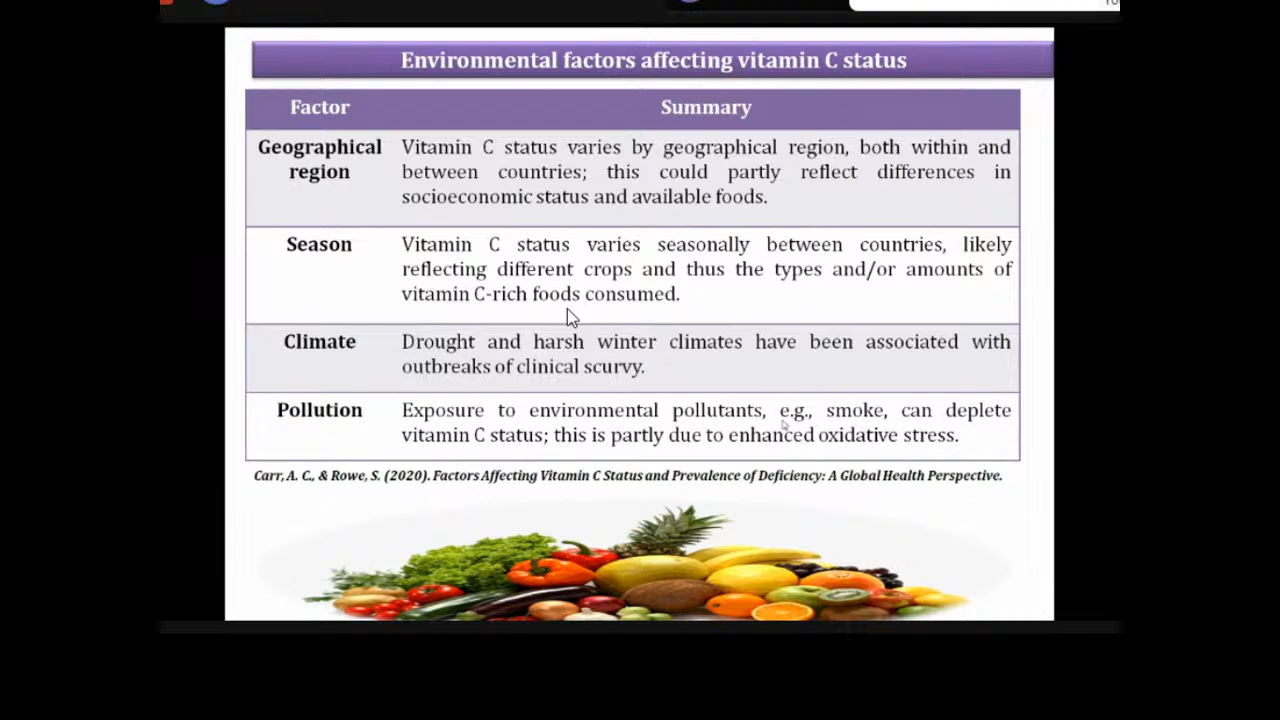 Environmental factors affecting vitamin C status
Factor Summary
Geographical region
Vitamin C status varies by geographical region, both within and
between countries; this could partly reflect differences in
socioeconomic status and available foods.
Season
Vitamin C status varies seasonally between countries, likely
reflecting different crops and thus the types and/or amounts of
vitamin C-rich foods consumed.
Climate
Drought and harsh winter climates have been associated with
outbreaks of clinical scurvy.
Pollution
Exposure to environmental pollutants, e.g., smoke, can deplete
vitamin C status; this is partly due to enhanced oxidative stress.
Carr, A. C., & Rowe, S. (2020). Factors Affecting Vitamin C Status and Prevalence of Deficiency: A Global Health Perspective.